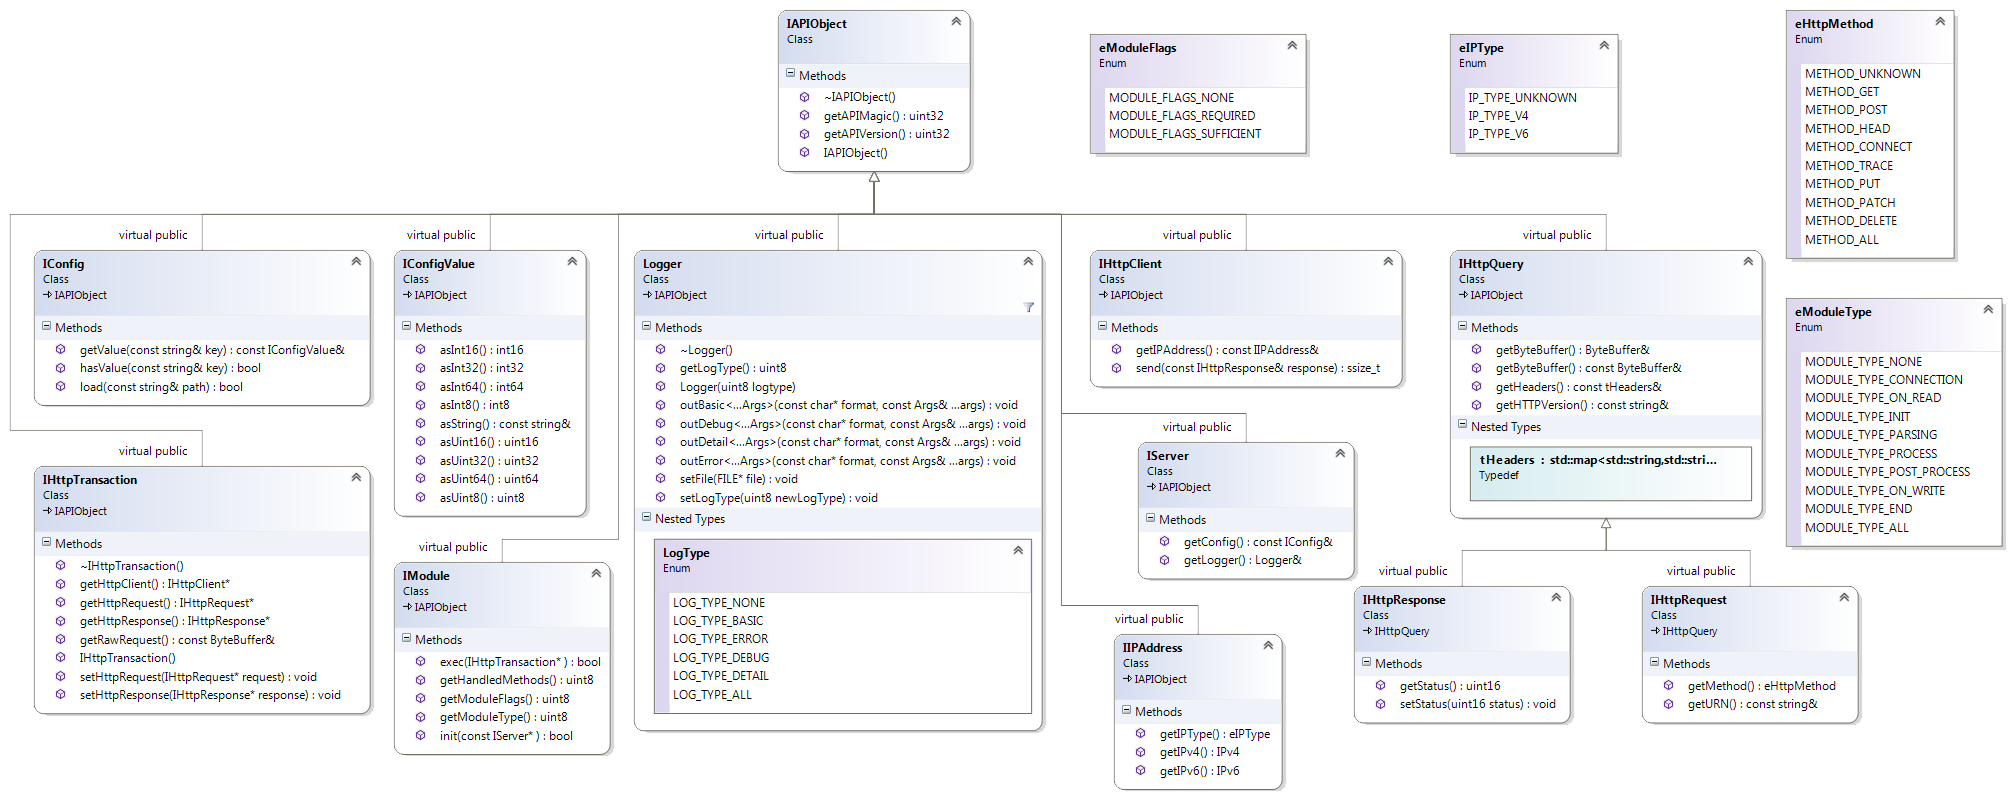 IAPIObject
Class
Methods
~IAPIObject()
getAPIMagic() : uint32
getAPIVersion() : uint32
IAPIObject()
eModuleFlags
Enum
MODULE_FLAGS_NONE
MODULE_FLAGS_REQUIRED
MODULE_FLAGS_SUFFICIENT
eIPType
Enum
IP_TYPE_UNKNOWN
IP_TYPE_V4
IP_TYPE_V6
eHttpMethod
Enum
METHOD_UNKNOWN
METHOD_GET
METHOD_POST
METHOD_HEAD
METHOD_CONNECT
METHOD_TRACE
METHOD_PUT
METHOD_PATCH
METHOD_DELETE
METHOD_ALL
virtual public
IConfig
Class
IAPIObject
Methods
getValue(const string& key) : const IConfigValue&
hasValue(const string& key) : bool
load(const string& path) : bool
virtual public
IHttpTransaction
Class
IAPIObject
Methods
~IHttpTransaction()
getHttpClient() : IHttpClient*
getHttpRequest() : IHttpRequest*
getHttpResponse() : IHttpResponse*
getRawRequest() : const ByteBuffer&
IHttpTransaction()
setHttpRequest(IHttpRequest* request) : void
setHttpResponse(IHttpResponse* response) : void
virtual public
IConfigValue
Class
IAPIObject
Methods
asInt16() : int16
asInt32() : int32
asInt64() : int64
asInt8() : int8
asString() : const string&
asUint16() : uint16
asUint32() : uint32
asUint64() : uint64
asUint8() : uint8
virtual public
IModule
Class
IAPIObject
Methods
exec(IHttpTransaction* ) : bool
getHandledMethods() : uint8
getModuleFlags() : uint8
getModuleType() : uint8
init(const IServer* ) : bool
virtual public
Logger
Class
IAPIObject
Methods
~Logger()
getLogType() : uint8
Logger(uint8 logtype)
outBasic<...Args>(const char* format, const Args& ...args) : void
outDebug<...Args>(const char* format, const Args& ...args) : void
outDetail<...Args>(const char* format, const Args& ...args) : void
outError<...Args>(const char* format, const Args& ...args) : void
setFile(FILE* file) : void
setLogType(uint8 newLogType) : void
Nested Types
LogType
Enum
LOG_TYPE_NONE
LOG_TYPE_BASIC
LOG_TYPE_ERROR
LOG_TYPE_DEBUG
LOG_TYPE_DETAIL
LOG_TYPE_ALL
virtual public
IHttpClient
Class
IAPIObject
Methods
getIPAddress() : const IIPAddress&
send(const IHttpResponse& response) : ssize_t
virtual public
IServer
Class
IAPIObject
Methods
getConfig() : const IConfig&
getLogger() : Logger&
virtual public
IIPAddress
Class
IAPIObject
Methods
getIPType() : eIPType
getIPv4() : IPv4
getIPv6() : IPv6
virtual public
IHttpQuery
Class
IAPIObject
Methods
getByteBuffer() : ByteBuffer&
getByteBuffer() : const ByteBuffer&
getHeaders() : const tHeaders&
getHTTPVersion() : const string&
Nested Types
tHeaders : std::map<std::string,std::stri...
Typedef
virtual public
IHttpResponse
Class
IHttpQuery
Methods
getStatus() : uint16
setStatus(uint16 status) : void
virtual public
IHttpRequest
Class
IHttpQuery
Methods
getMethod() : eHttpMethod
getURN() : const string&
eModuleType
Enum
MODULE_TYPE_NONE
MODULE_TYPE_CONNECTION
MODULE_TYPE_ON_READ
MODULE_TYPE_INIT
MODULE_TYPE_PARSING
MODULE_TYPE_PROCESS
MODULE_TYPE_POST_PROCESS
MODULE_TYPE_ON_WRITE
MODULE_TYPE_END
MODULE_TYPE_ALL